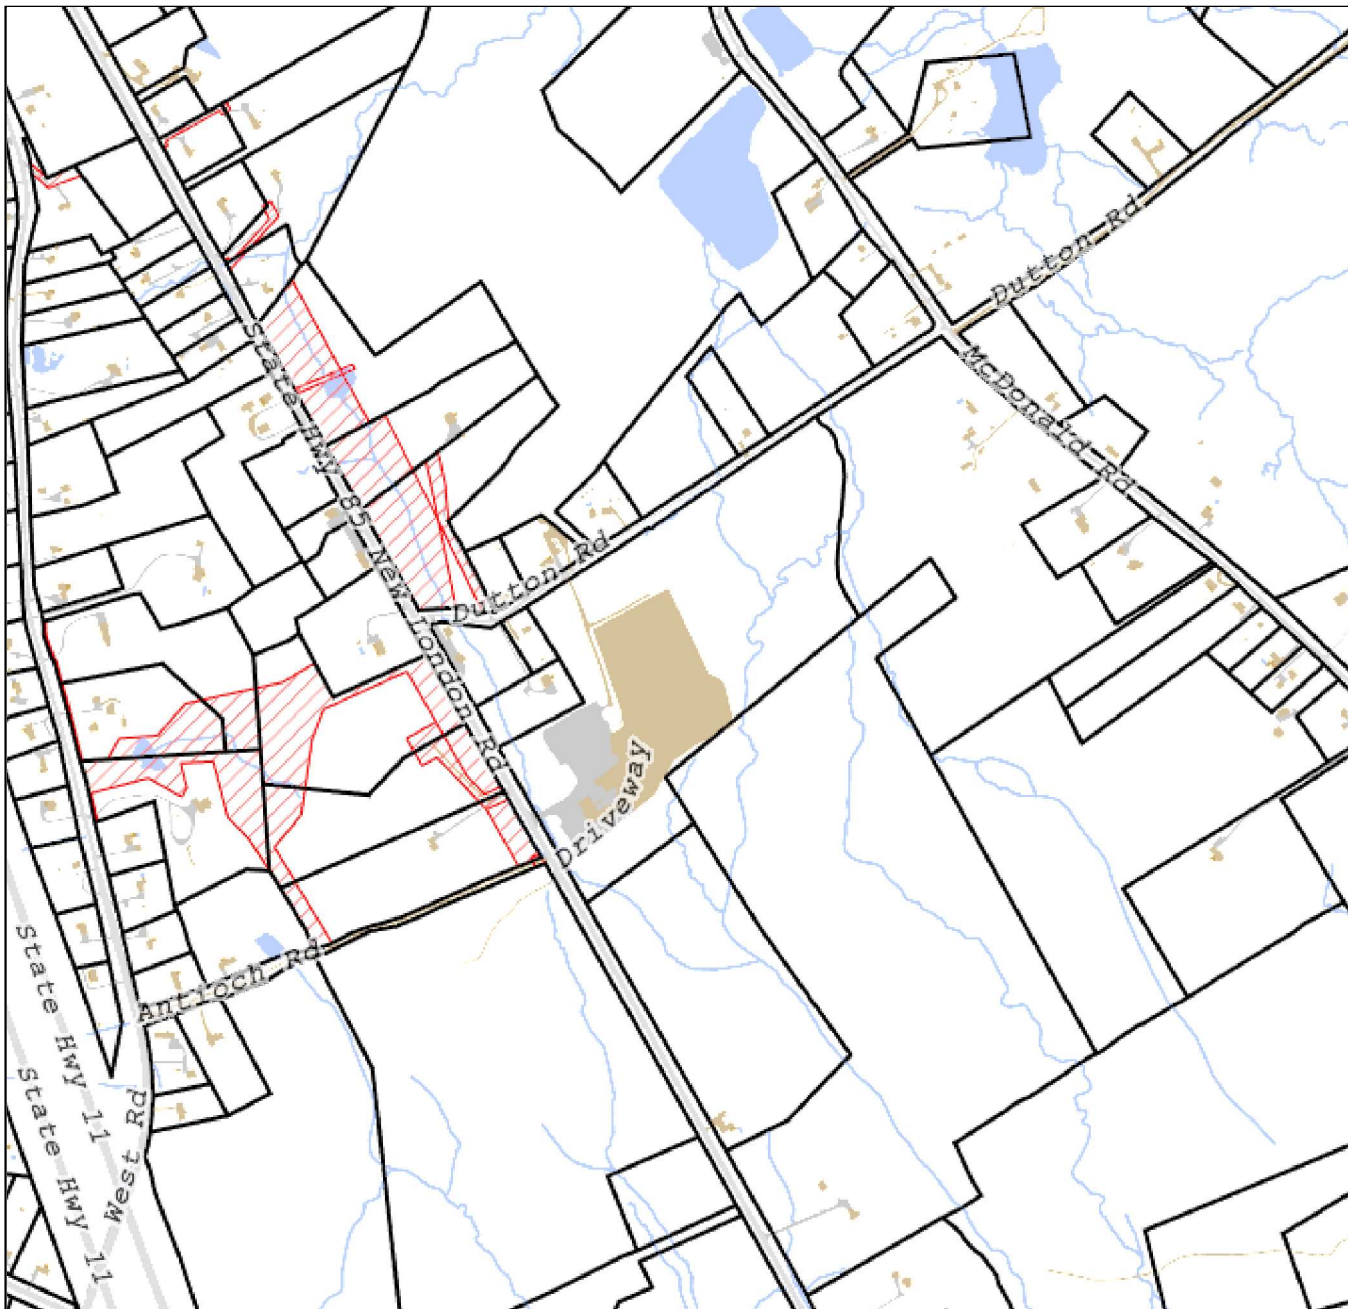 Dutton Rd
State Hwy 85 New London Rd
McDonald Rd
Dutton Rd
Driveway
Antioch Rd
State Hwy 11
State Hwy 11
West Rd